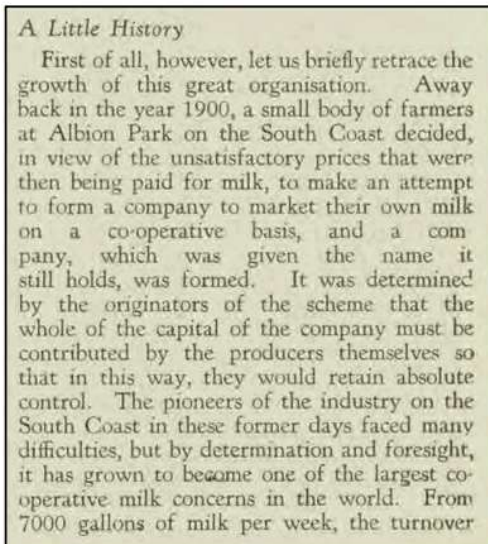 A Little History
First of all, however, let us briefly retrace the
growth of this great organisation. Away
back in the year 1900, a small body of farmers
at Albion Park on the South Coast decided,
in view of the unsatisfactory prices that were
then being paid for milk, to make an attempt
to form a company to market their own milk
on a co-operative basis, and a com
pany, which was given the name it
still holds, was formed. It was determined
by the originators of the scheme that the
whole of the capital of the company must be
contributed by the producers themselves so
that in this way, they would retain absolute
control. The pioneers of the industry on the
South Coast in these former days faced many
difficulties, but by determination and foresight,
it has grown to become one of the largest co-
operative milk concerns in the world. From
7000 gallons of milk per week, the turnover